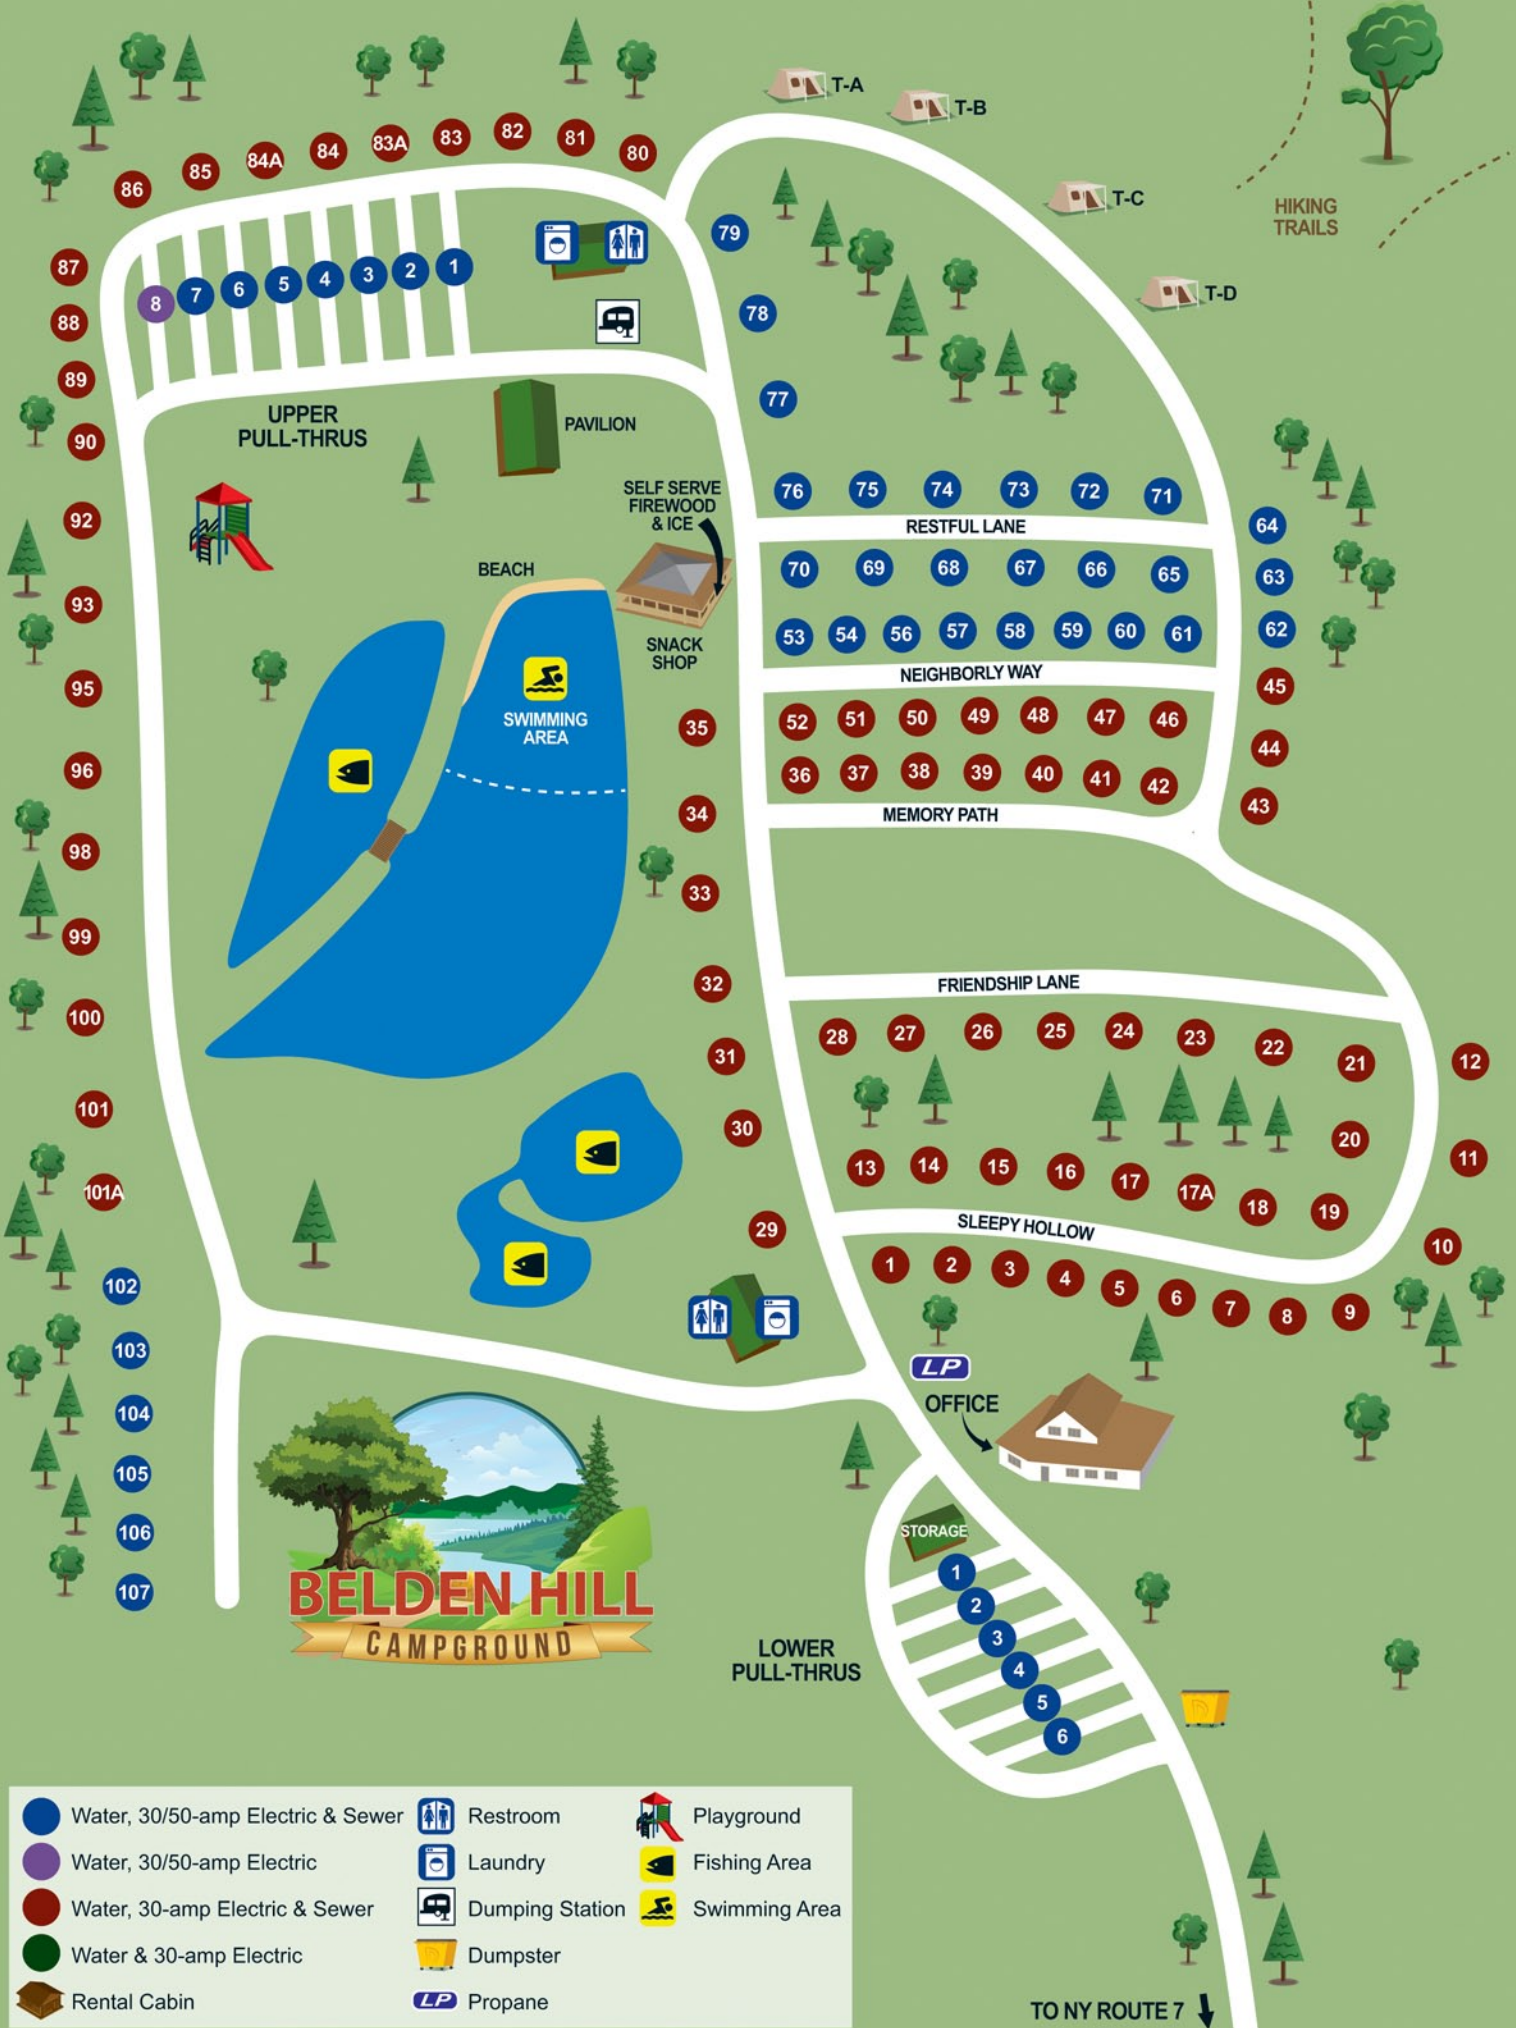 T-A
T-B
T-C
T-D
HIKING
TRAILS
86
85
84A
84
83A
83
82
81
80
79
78
77
87
88
89
90
92
93
95
96
98
99
100
101
101A
102
103
104
105
106
107
8
7
6
5
4
3
2
1
UPPER
PULL-THRUS
PAVILION
SELF SERVE
FIREWOOD
& ICE
BEACH
SNACK
SHOP
SWIMMING
AREA
76 75 74 73 72 71
RESTFUL LANE
64
70 69 68 67 66 65
63
53 54 56 57 58 59 60 61
62
NEIGHBORLY WAY
45
52 51 50 49 48 47 46
44
36 37 38 39 40 41 42
43
MEMORY PATH
35
34
33
32
31
30
29
FRIENDSHIP LANE
28 27 26 25 24 23 22 21
12
20
11
13 14 15 16 17 17A 18 19
10
SLEEPY HOLLOW
1 2 3 4 5 6 7 8 9
LP
OFFICE
STORAGE
1
2
3
4
5
6
LOWER
PULL-THRUS
BELDEN HILL
CAMPGROUND
Water, 30/50-amp Electric & Sewer
Water, 30/50-amp Electric
Water, 30-amp Electric & Sewer
Water & 30-amp Electric
Rental Cabin
Restroom
Laundry
Dumping Station
Dumpster
LP Propane
Playground
Fishing Area
Swimming Area
TO NY ROUTE 7